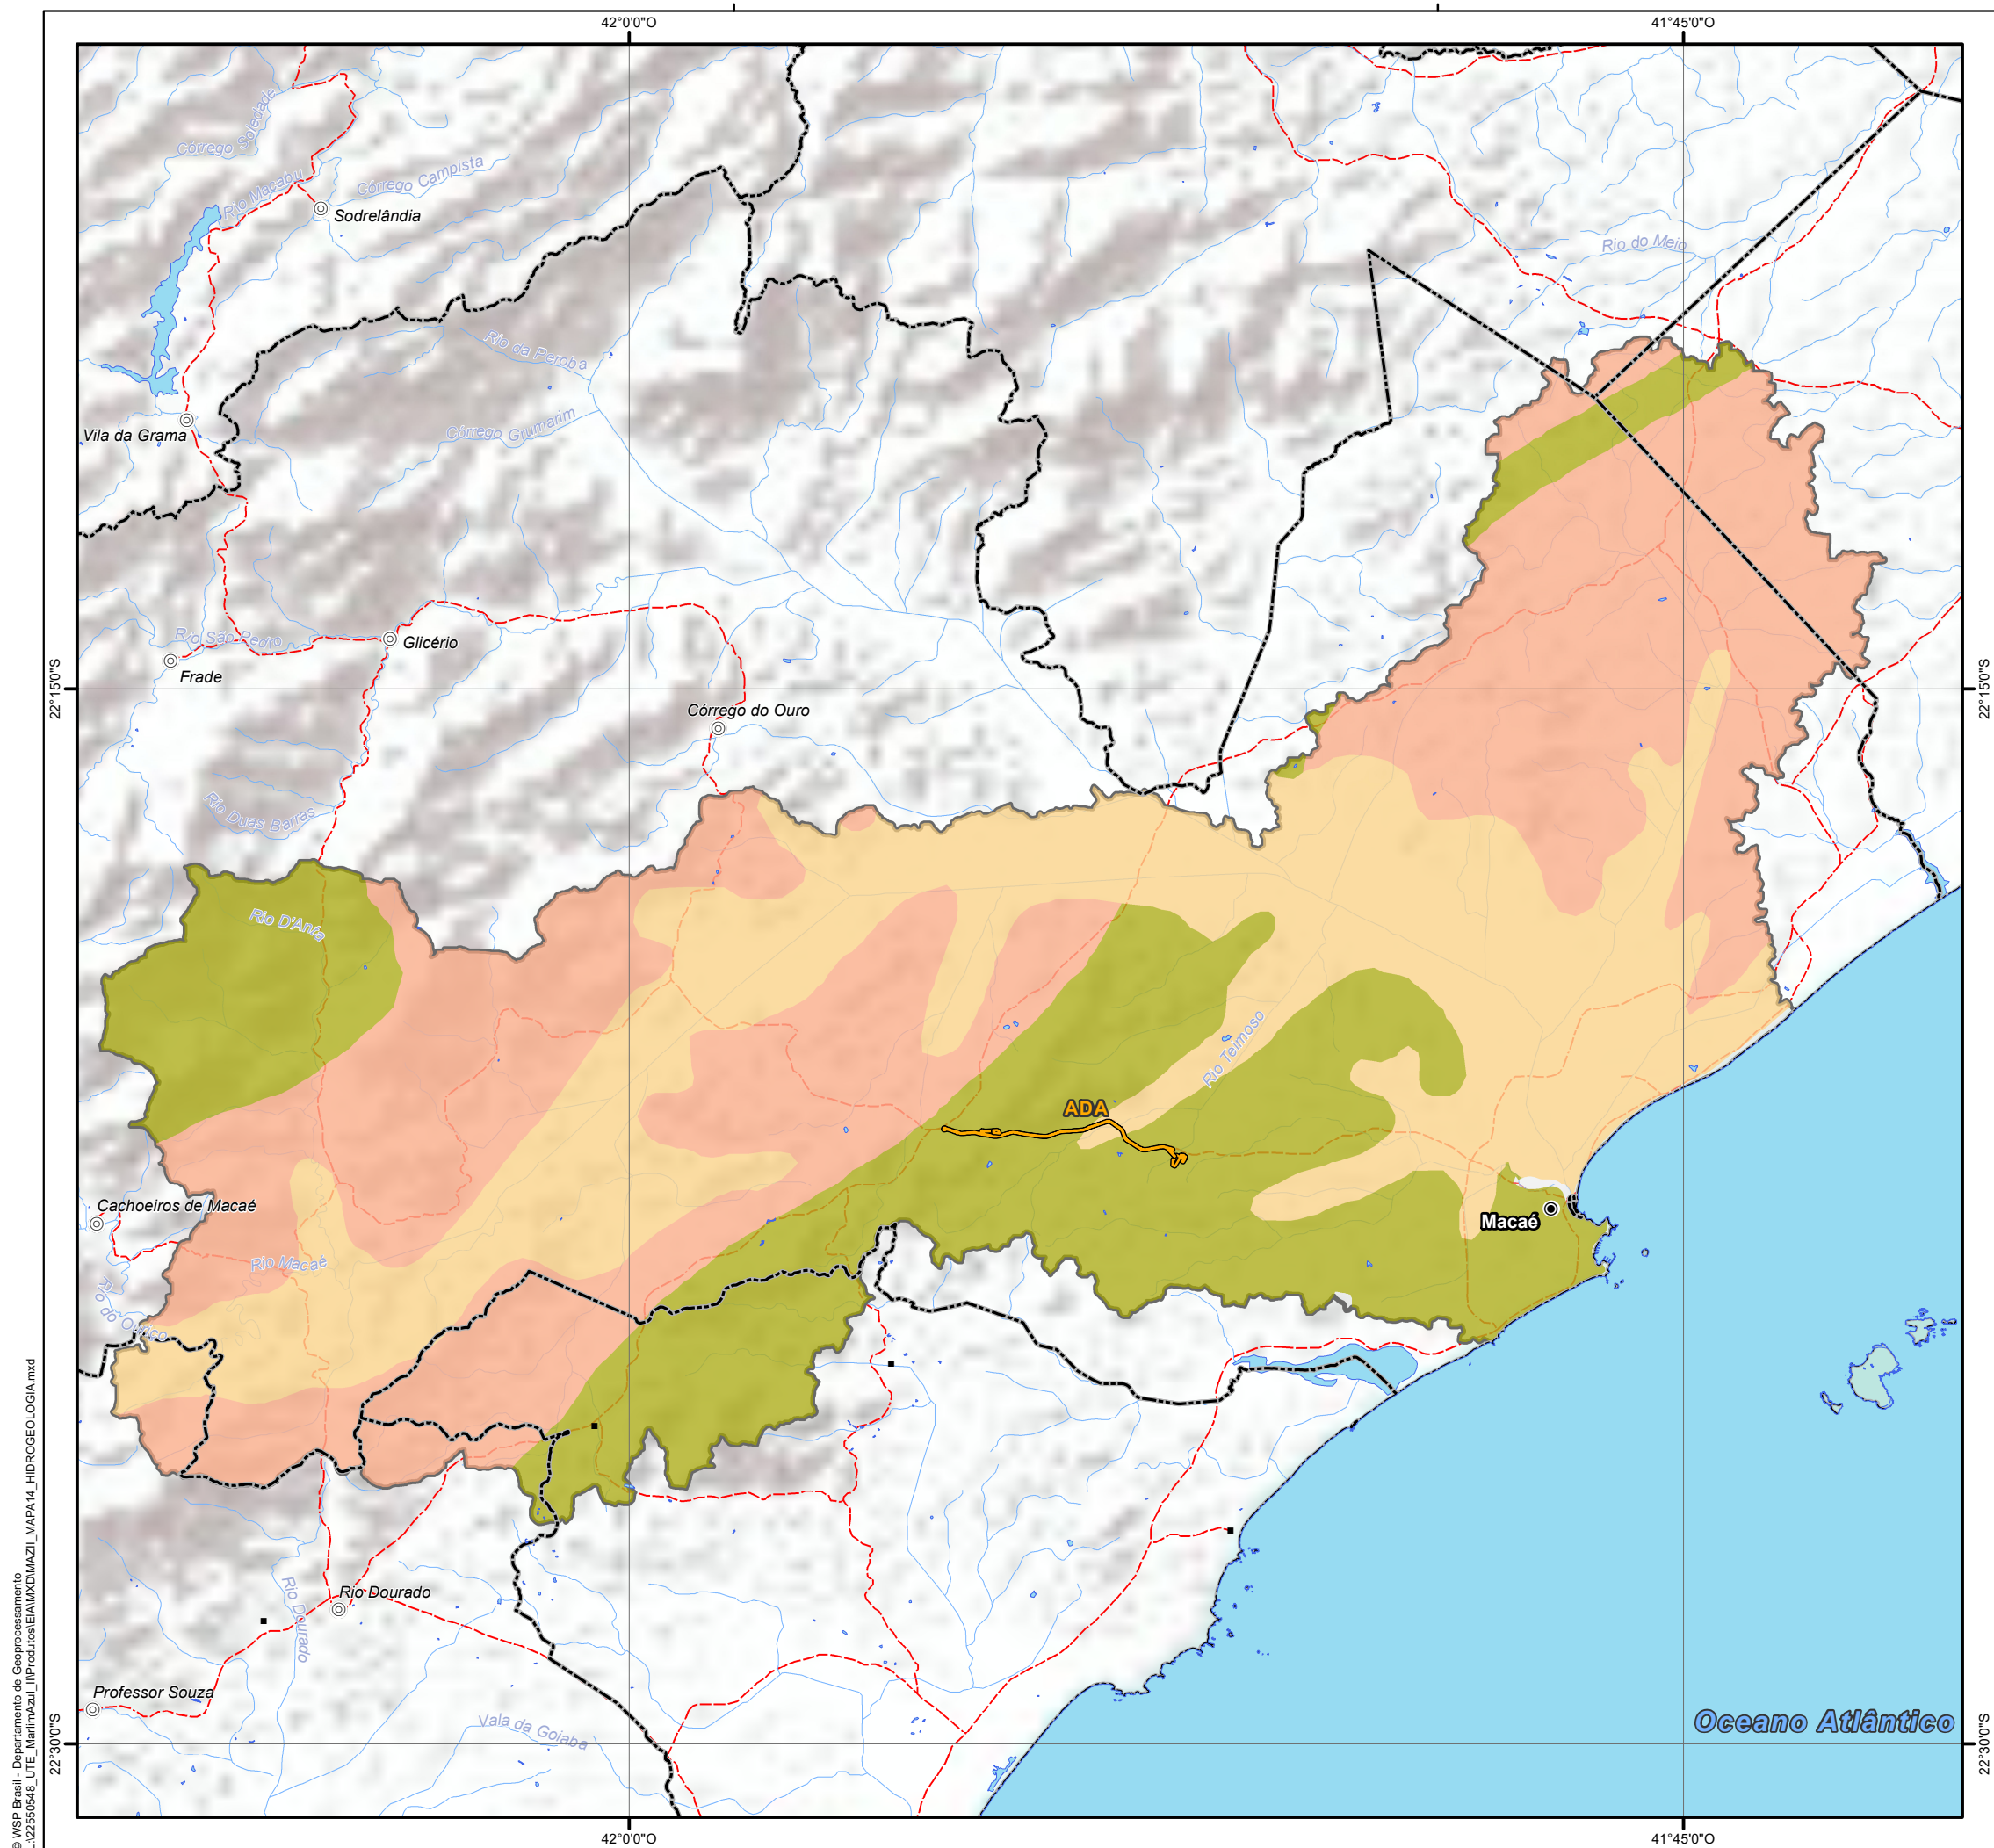 42°0'0"O
41°45'0"O
Córrego Soledade
Rio Macabu
Córrego Campista
Sodrelândia
Rio do Meio
Rio da Peroba
Vila da Grama
Córrego Grumarim
Rio São Pedro
Glicério
Frade
22°15'0"S
22°15'0"S
Córrego do Ouro
Rio Duas Barras
Rio D'Anta
Rio Teimoso
ADA
Cachoeiros de Macaé
Macaé
Rio Macaé
Rio do Ouriço
Rio Dourado
Rio Dourado
Professor Souza
Vala da Goiaba
Oceano Atlântico
22°30'0"S
22°30'0"S
42°0'0"O
41°45'0"O
© WSP Brasil - Departamento de Geoprocessamento
L:\22550548_UTE_MarlimAzul_II\Produtos\EIA\MXD\MAZII_MAPA14_HIDROGEOLOGIA.mxd